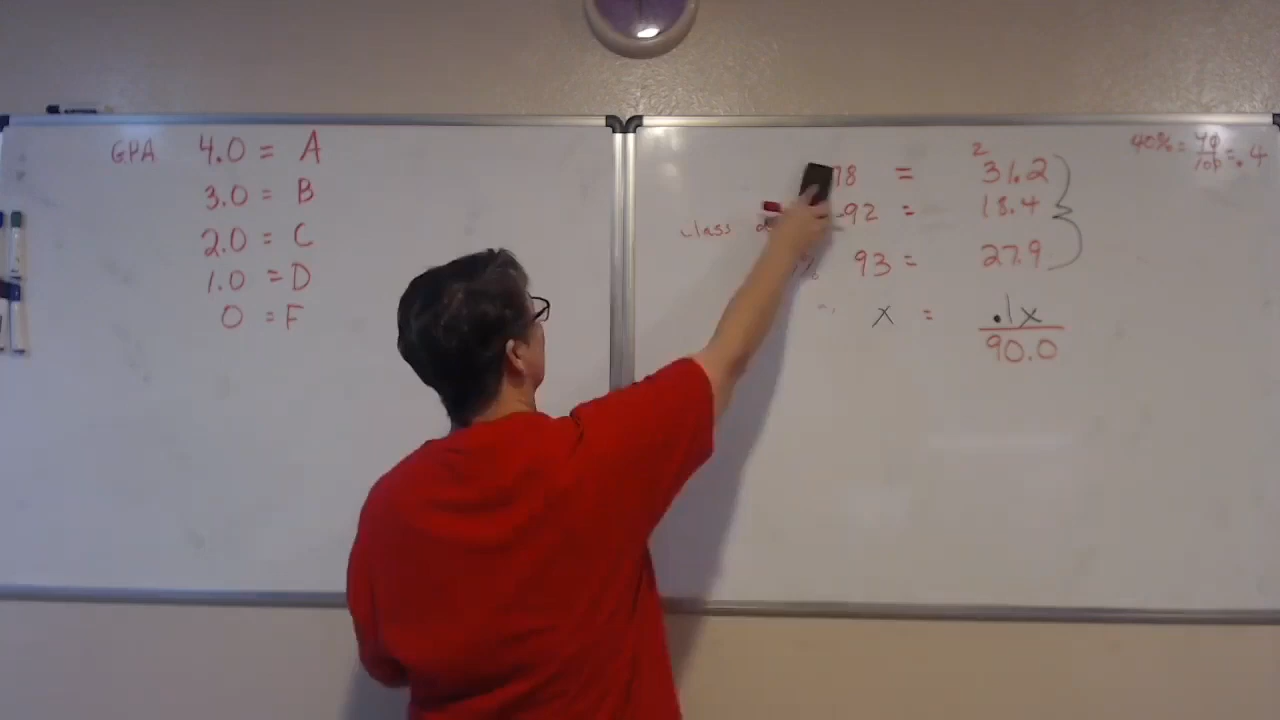 GPA 4.0 = A
3.0 = B
2.0 = C
1.0 = D
0 = F
78 = 31.2
2
92 = 18.4
class
% 93 = 27.9
x = .1x
90.0
40% = 40/100 = .4